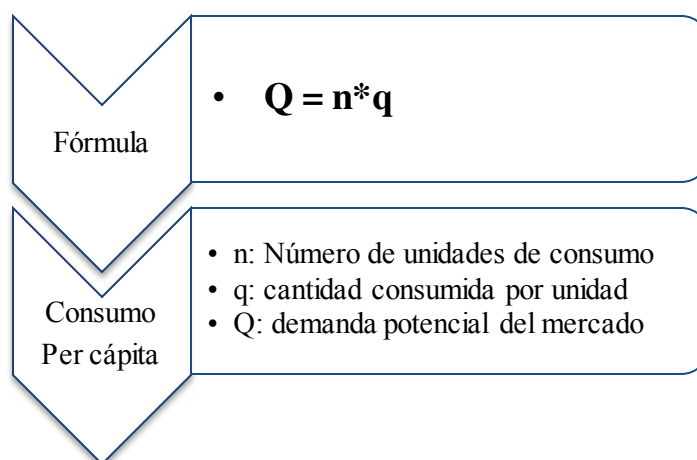 Fórmula
• Q = n*q
Consumo
Per cápita
• n: Número de unidades de consumo
• q: cantidad consumida por unidad
• Q: demanda potencial del mercado